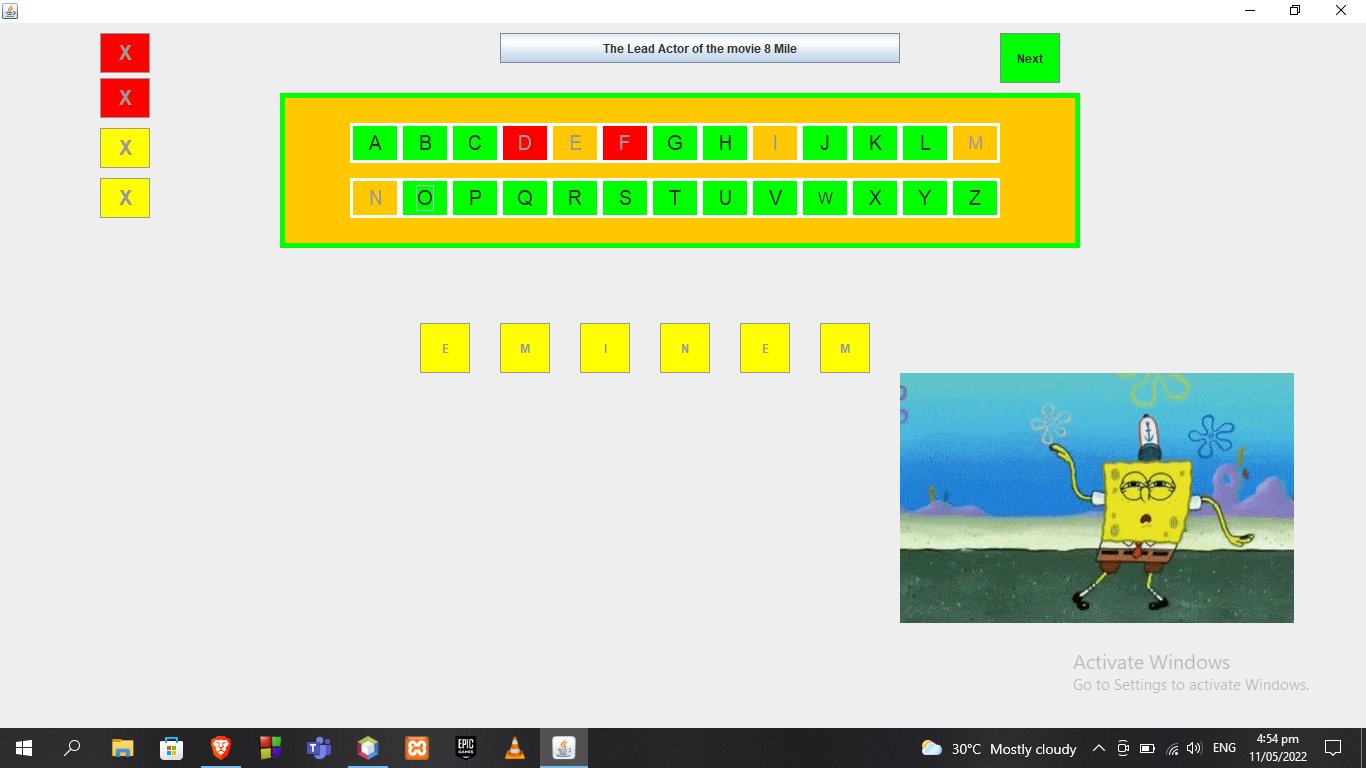 The Lead Actor of the movie 8 Mile
Next
X
X
X
X
A B C D E F G H I J K L M
N O P Q R S T U V W X Y Z
E M I N E M
Activate Windows
Go to Settings to activate Windows.
EPIC
GAMES
30°C Mostly cloudy
ENG
4:54 pm
11/05/2022